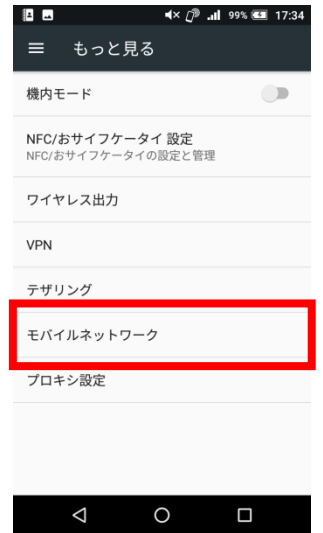 99% 17:34
もっと見る
機内モード
NFC/おサイフケータイ 設定
NFC/おサイフケータイの設定と管理
ワイヤレス出力
VPN
テザリング
モバイルネットワーク
プロキシ設定